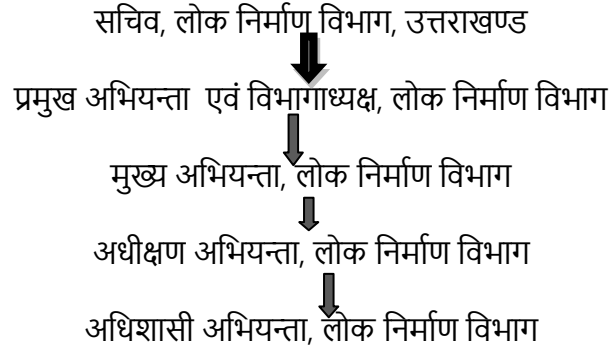 सचिव, लोक निर्माण विभाग, उत्तराखण्ड
प्रमुख अभियन्ता एवं विभागाध्यक्ष, लोक निर्माण विभाग
मुख्य अभियन्ता, लोक निर्माण विभाग
अधीक्षण अभियन्ता, लोक निर्माण विभाग
अधिशासी अभियन्ता, लोक निर्माण विभाग